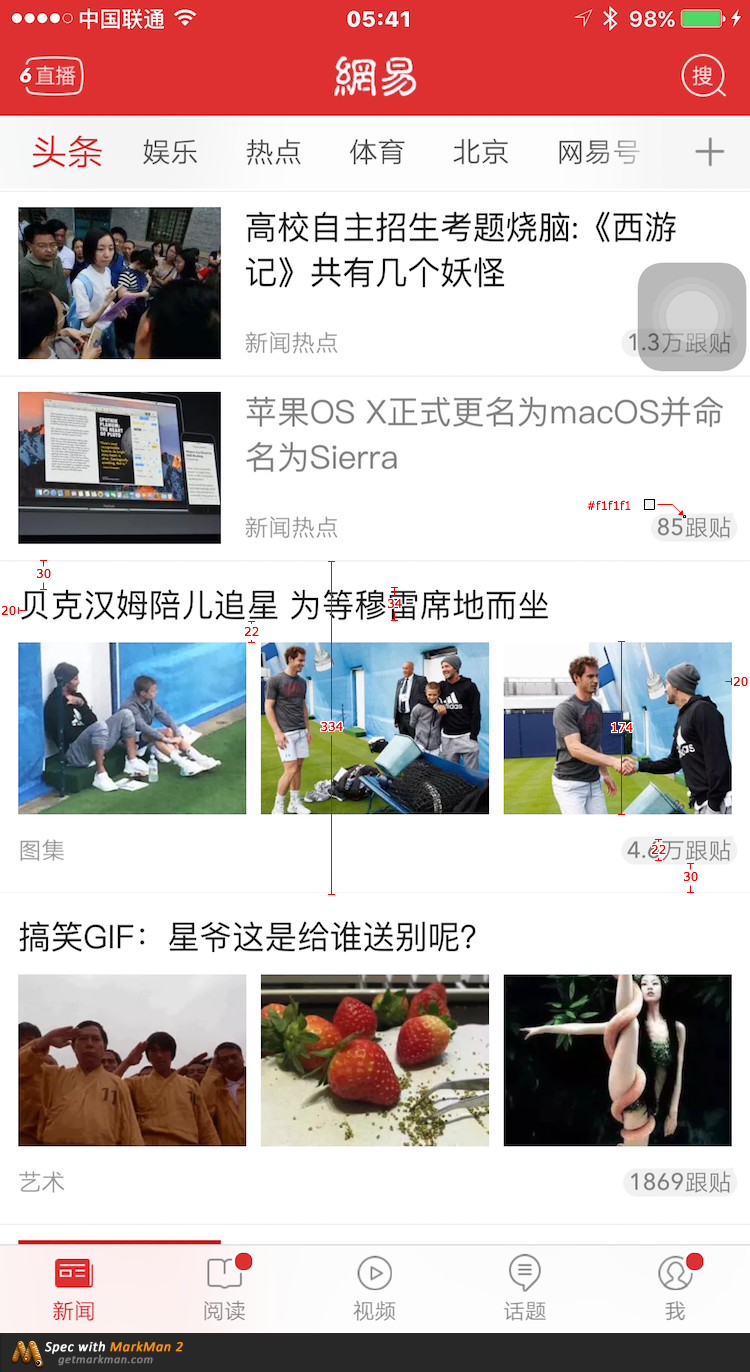 中国联通
05:41
98%
6直播
網易
搜
头条
娱乐
热点
体育
北京
网易号
高校自主招生考题烧脑:《西游
记》共有几个妖怪
新闻热点
1.3万跟贴
苹果OS X正式更名为macOS并命
名为Sierra
新闻热点
#f1f1f1
85跟贴
30
20
贝克汉姆陪儿追星 为等穆雷席地而坐
34
22
20
334
174
图集
22
30
搞笑GIF：星爷这是给谁送别呢?
艺术
1869跟贴
新闻
阅读
视频
话题
我
Spec with MarkMan 2
getmarkman.com